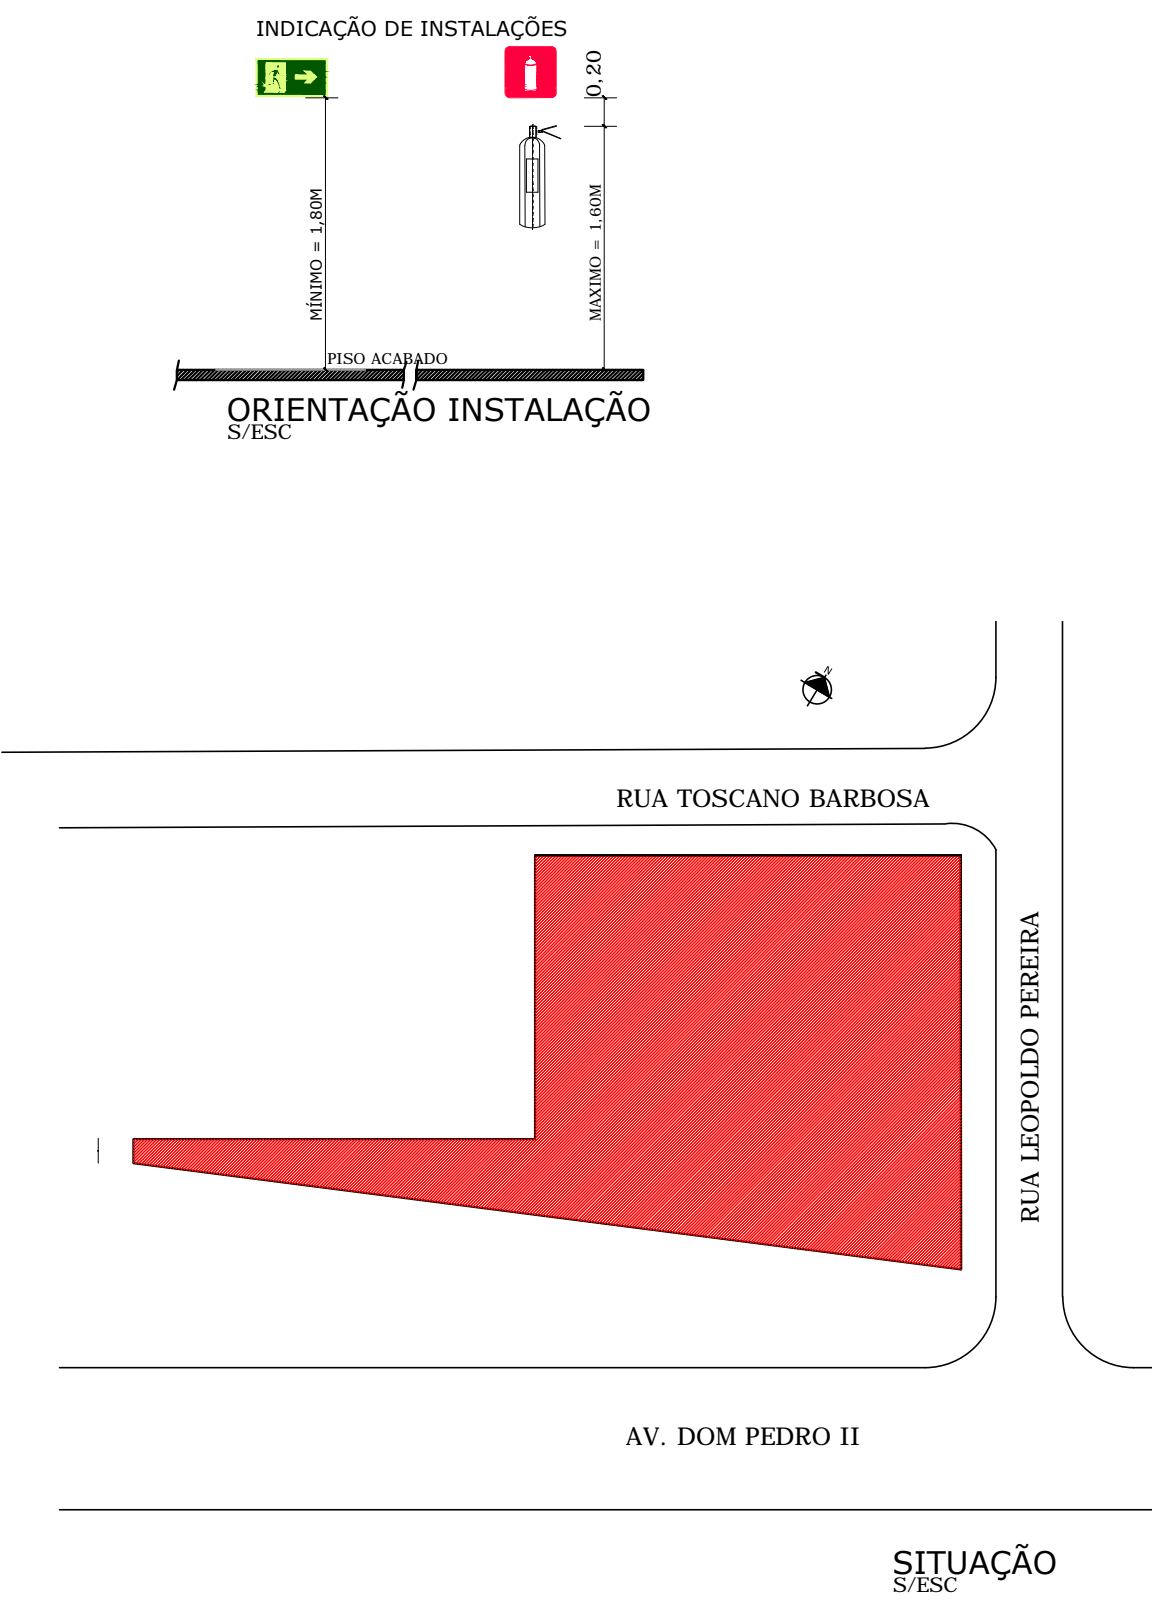 INDICAÇÃO DE INSTALAÇÕES
0,20
MÍNIMO = 1,80M
MAXIMO = 1,60M
PISO ACABADO
ORIENTAÇÃO INSTALAÇÃO
S/ESC
N
RUA TOSCANO BARBOSA
RUA LEOPOLDO PEREIRA
AV. DOM PEDRO II
SITUAÇÃO
S/ESC